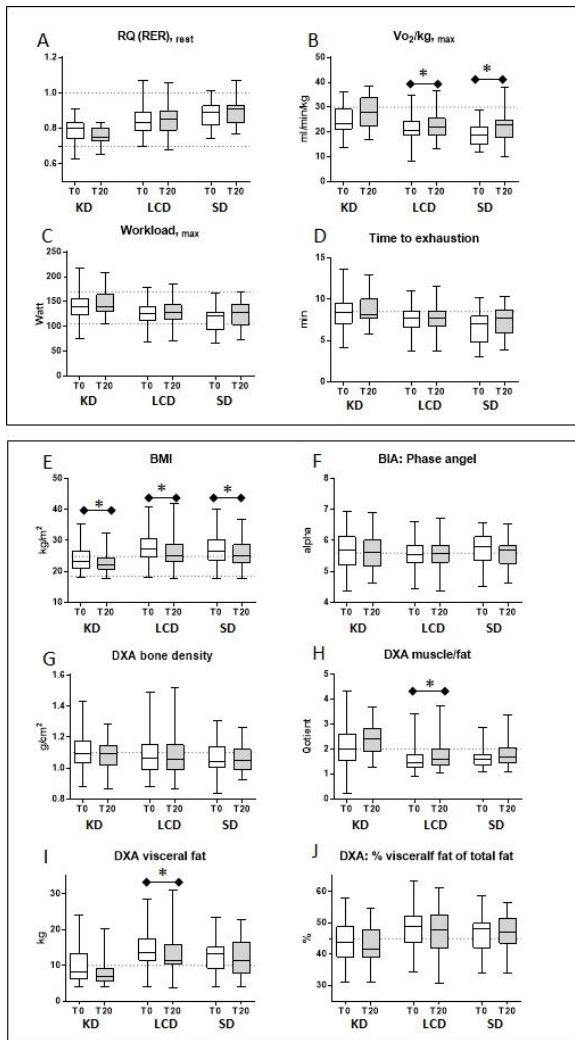 A
RQ (RER), rest
1.2
1.0
0.8
0.6
T0 T20 T0 T20 T0 T20
KD LCD SD
B
Vo2/kg, max
ml/min/kg
50
40
30
20
10
0
* *
T0 T20 T0 T20 T0 T20
KD LCD SD
C
Workload, max
Watt
250
200
150
100
50
0
T0 T20 T0 T20 T0 T20
KD LCD SD
D
Time to exhaustion
min
15
10
5
0
T0 T20 T0 T20 T0 T20
KD LCD SD
E
BMI
kg/m2
50
40
30
20
10
* * *
T0 T20 T0 T20 T0 T20
KD LCD SD
F
BIA: Phase angel
alpha
8
7
6
5
4
T0 T20 T0 T20 T0 T20
KD LCD SD
G
DXA bone density
g/cm2
1.6
1.4
1.2
1.0
0.8
T0 T20 T0 T20 T0 T20
KD LCD SD
H
DXA muscle/fat
Qotient
5
4
3
2
1
0
*
T0 T20 T0 T20 T0 T20
KD LCD SD
I
DXA visceral fat
kg
30
20
10
0
*
T0 T20 T0 T20 T0 T20
KD LCD SD
J
DXA: % visceralf of total fat
%
60
50
40
30
T0 T20 T0 T20 T0 T20
KD LCD SD